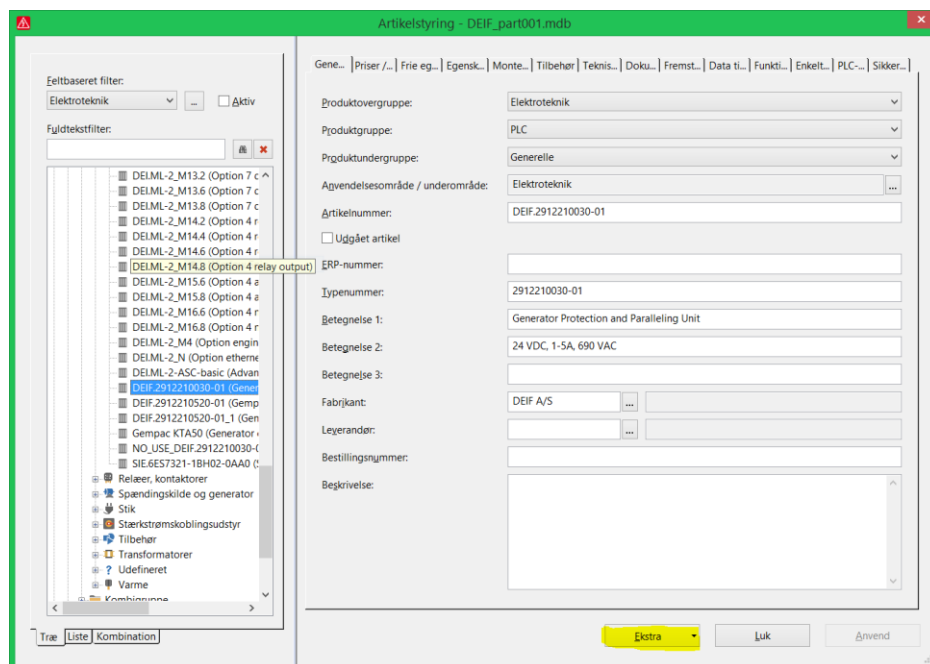 Artikelstyring - DEIF_part001.mdb
Feltbaseret filter:
Elektroteknik
...
Aktiv
Fuldtekstfilter:
DEI.ML-2_M13.2 (Option 7 c
DEI.ML-2_M13.6 (Option 7 c
DEI.ML-2_M13.8 (Option 7 c
DEI.ML-2_M14.2 (Option 4 r
DEI.ML-2_M14.4 (Option 4 r
DEI.ML-2_M14.6 (Option 4 r
DEI.ML-2_M14.8 (Option 4 relay output)
DEI.ML-2_M15.6 (Option 4 a
DEI.ML-2_M15.8 (Option 4 a
DEI.ML-2_M16.6 (Option 4 r
DEI.ML-2_M16.8 (Option 4 r
DEI.ML-2_M4 (Option engin
DEI.ML-2_N (Option etherne
DEI.ML-2-ASC-basic (Advan
DEIF.2912210030-01 (Gener
DEIF.2912210520-01 (Gemp
DEIF.2912210520-01_1 (Gen
Gempac KTA50 (Generator
NO_USE_DEIF.2912210030-
SIE.6ES7321-1BH02-0AA0
Relæer, kontaktorer
Spændingskilde og generator
Stik
Stærkstrømskoblingsudstyr
Tilbehør
Transformatorer
Udefineret
Varme
Kombigruppe
Træ
Liste
Kombination
Gene... Priser /... Frie eg... Egensk... Monte... Tilbehør Teknis... Doku... Fremst... Data ti... Funkti... Enkelt... PLC-... Sikker...
Produktovergruppe:
Elektroteknik
Produktgruppe:
PLC
Produktundergruppe:
Generelle
Anvendelsesområde / underområde:
Elektroteknik
...
Artikelnummer:
DEIF.2912210030-01
Udgået artikel
ERP-nummer:
Typenummer:
2912210030-01
Betegnelse 1:
Generator Protection and Paralleling Unit
Betegnelse 2:
24 VDC, 1-5A, 690 VAC
Betegnelse 3:
Fabrikant:
DEIF A/S
...
Leverandør:
...
Bestillingsnummer:
Beskrivelse:
Ekstra
Luk
Anvend